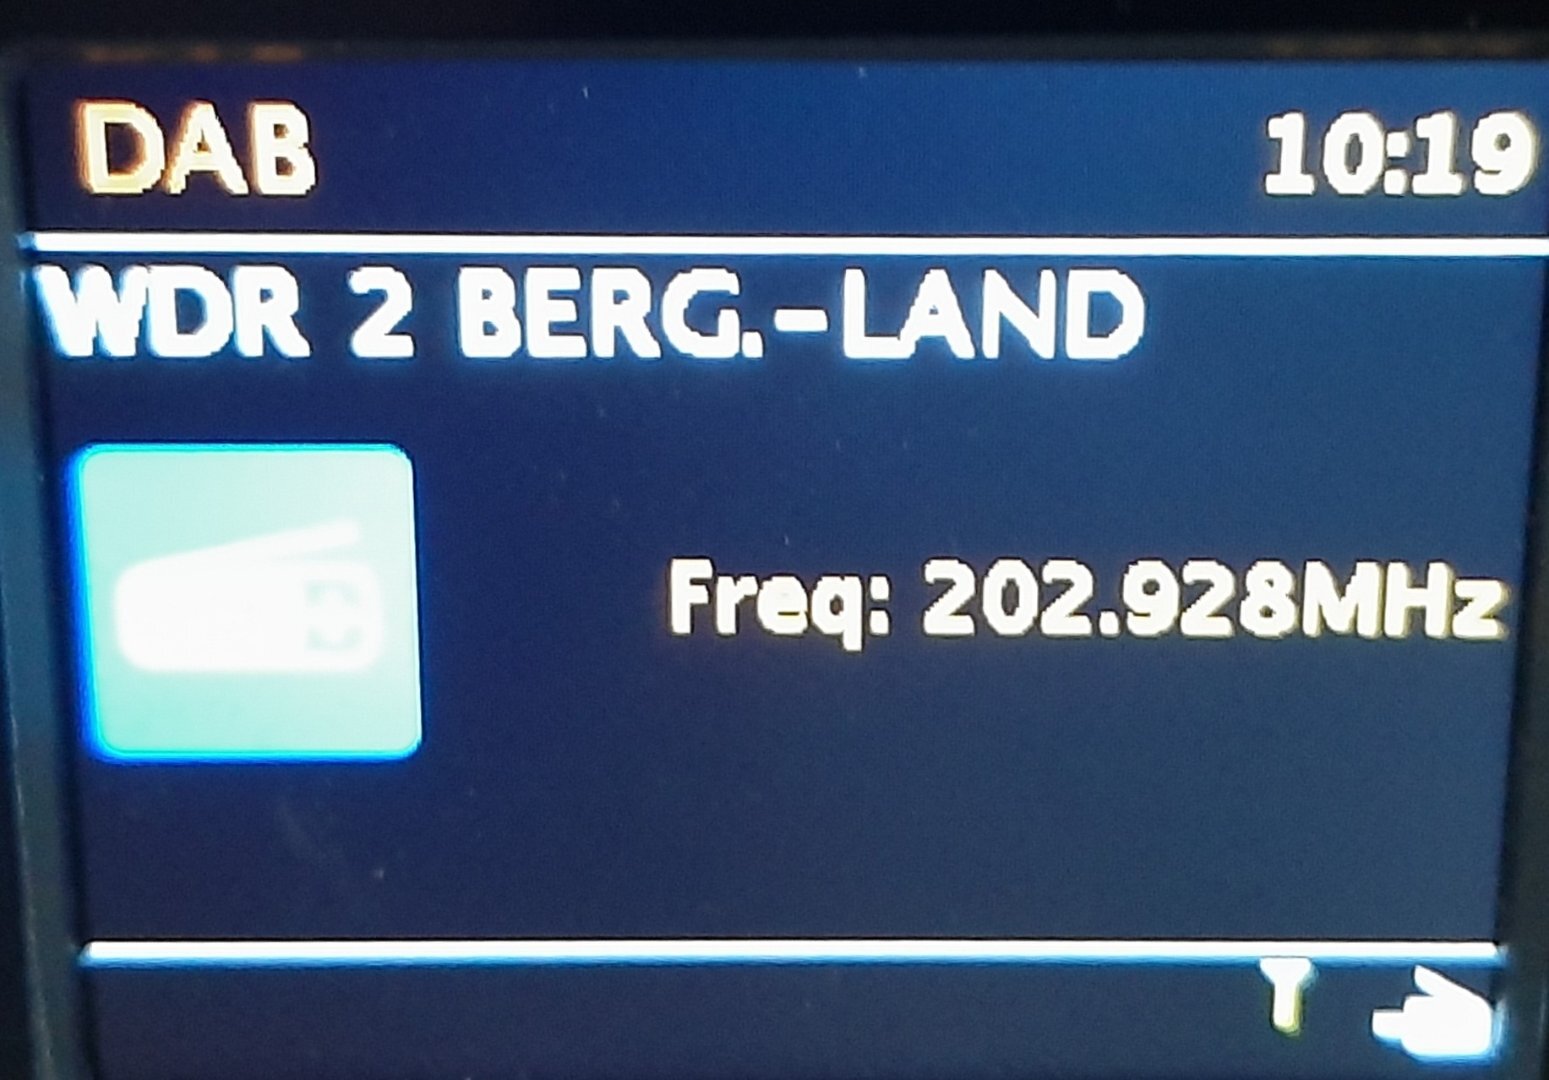 DAB 10:19
WDR 2 BERG.-LAND
Freq: 202.928MHz